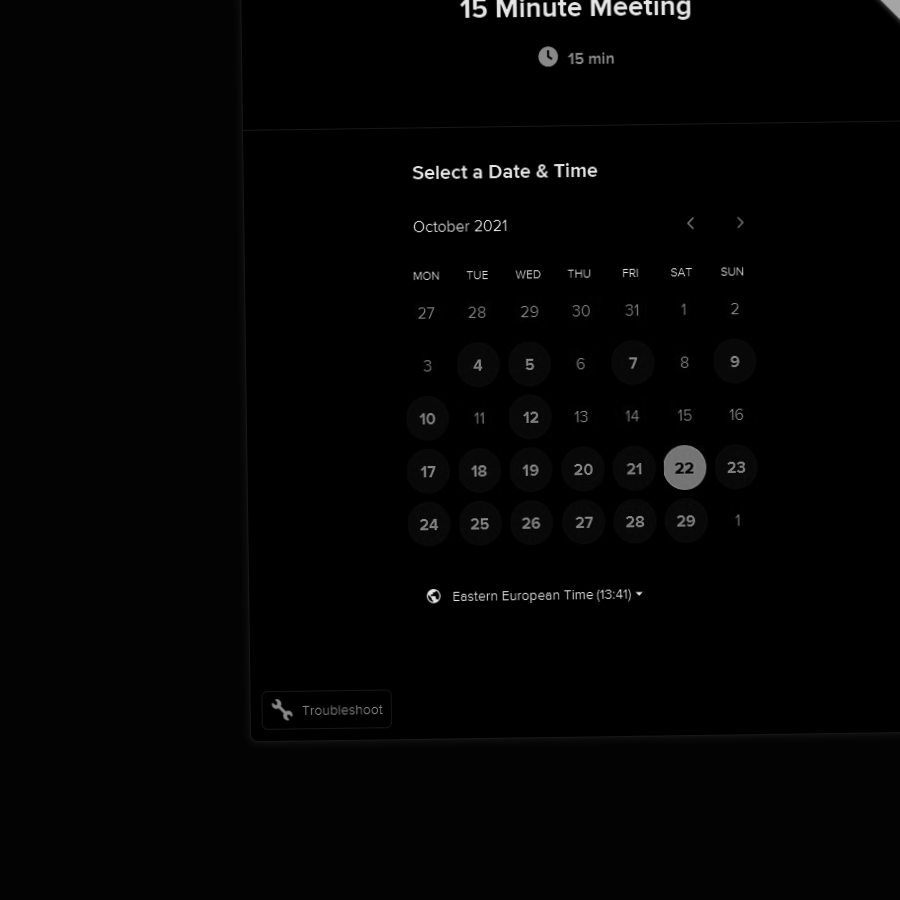 15 Minute Meeting
15 min
Select a Date & Time
October 2021
MON TUE WED THU FRI SAT SUN
27 28 29 30 31 1 2
3 4 5 6 7 8 9
10 11 12 13 14 15 16
17 18 19 20 21 22 23
24 25 26 27 28 29 1
Eastern European Time (13:41)
Troubleshoot